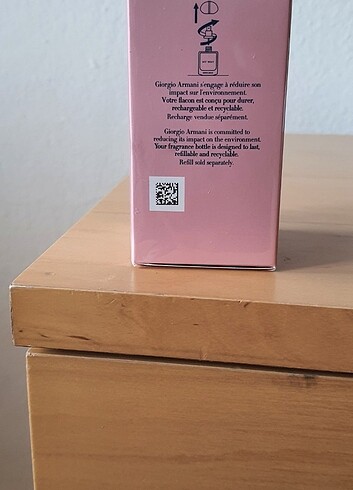 Giorgio Armani s'engage à réduire son
impact sur l'environnement.
Votre flacon est conçu pour durer,
rechargeable et recyclable.
Recharge vendue séparément.
Giorgio Armani is committed to
reducing its impact on the environment.
Your fragrance bottle is designed to last,
refillable and recyclable.
Refill sold separately.